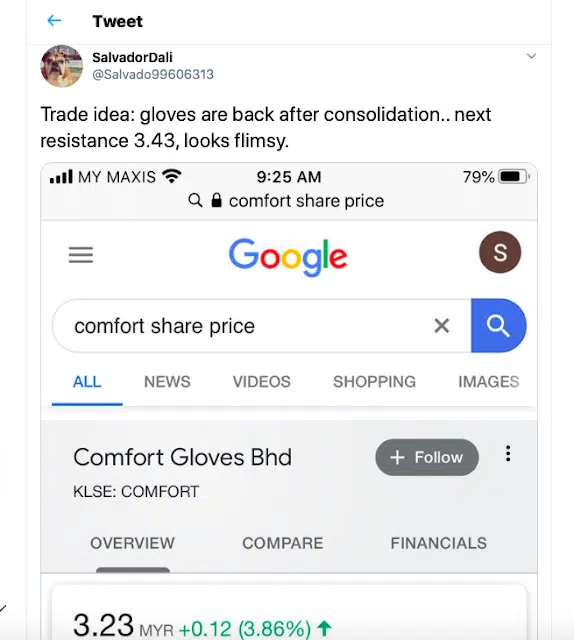 Tweet
SalvadorDali
@Salvado99606313
Trade idea: gloves are back after consolidation.. next
resistance 3.43, looks flimsy.
MY MAXIS 9:25 AM 79%
comfort share price
Google S
comfort share price
ALL NEWS VIDEOS SHOPPING IMAGES
Comfort Gloves Bhd + Follow
KLSE: COMFORT
OVERVIEW COMPARE FINANCIALS
3.23 MYR +0.12 (3.86%)